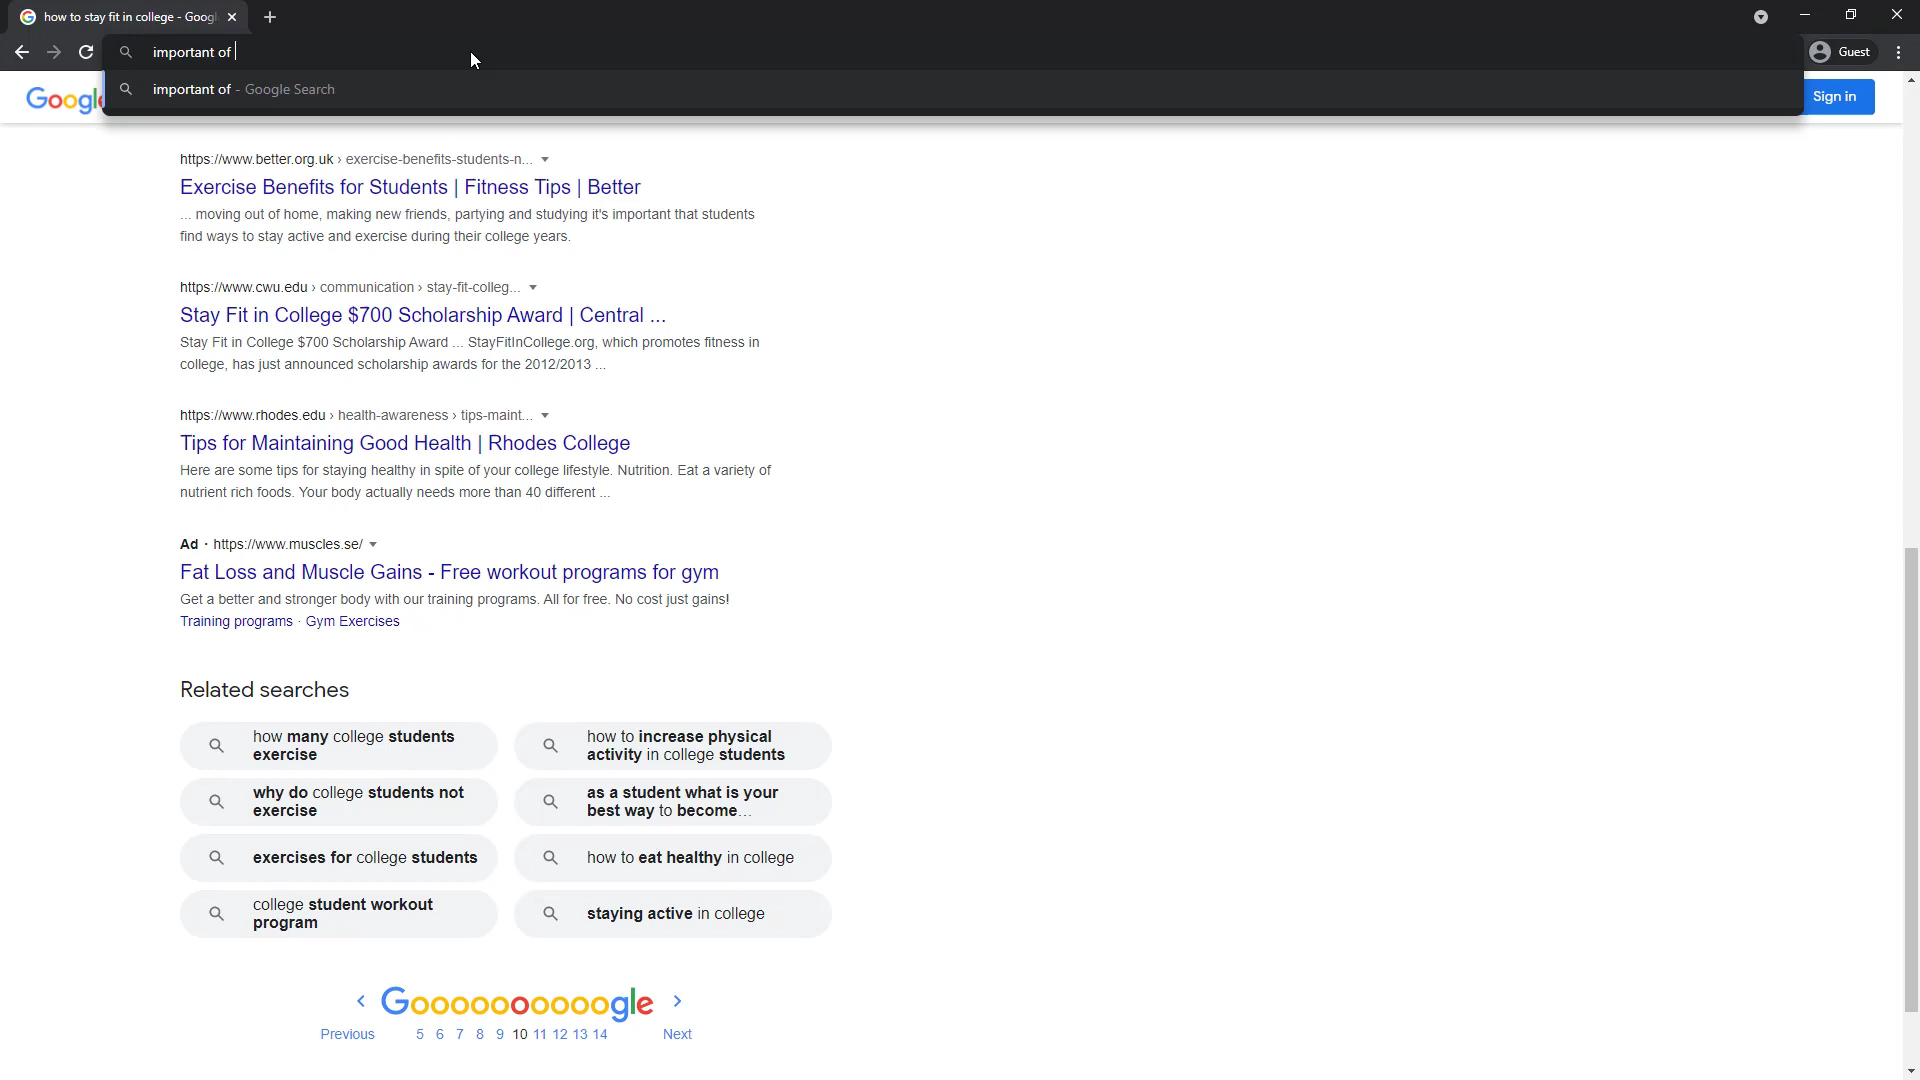 how to stay fit in college - Googl
important of
Guest
important of - Google Search
Google
Sign in
https://www.better.org.uk › exercise-benefits-students-n...
Exercise Benefits for Students | Fitness Tips | Better
... moving out of home, making new friends, partying and studying it's important that students
find ways to stay active and exercise during their college years.
https://www.cwu.edu › communication › stay-fit-colleg...
Stay Fit in College $700 Scholarship Award | Central ...
Stay Fit in College $700 Scholarship Award ... StayFitInCollege.org, which promotes fitness in
college, has just announced scholarship awards for the 2012/2013 ...
https://www.rhodes.edu › health-awareness › tips-maint...
Tips for Maintaining Good Health | Rhodes College
Here are some tips for staying healthy in spite of your college lifestyle. Nutrition. Eat a variety of
nutrient rich foods. Your body actually needs more than 40 different ...
Ad · https://www.muscles.se/
Fat Loss and Muscle Gains - Free workout programs for gym
Get a better and stronger body with our training programs. All for free. No cost just gains!
Training programs · Gym Exercises
Related searches
how many college students
exercise
how to increase physical
activity in college students
why do college students not
exercise
as a student what is your
best way to become...
exercises for college students
how to eat healthy in college
college student workout
program
staying active in college
Goooooooooogle
Previous 5 6 7 8 9 10 11 12 13 14 Next